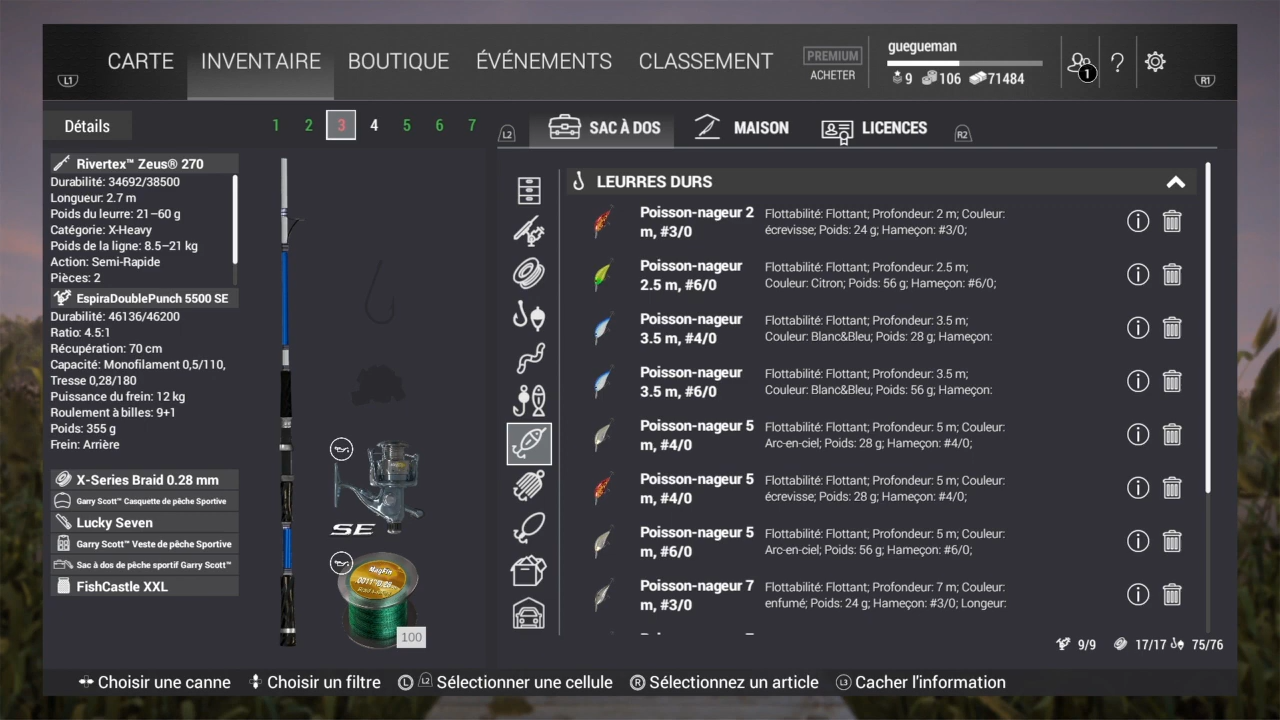 CARTE
INVENTAIRE
BOUTIQUE
ÉVÉNEMENTS
CLASSEMENT
PREMIUM
ACHETER
guegueman
9
106
71484
1
?
L1
R1
Détails
1 2 3 4 5 6 7
L2
SAC À DOS
MAISON
LICENCES
R2
Rivertex™ Zeus® 270
Durabilité: 34692/38500
Longueur: 2.7 m
Poids du leurre: 21–60 g
Catégorie: X-Heavy
Poids de la ligne: 8.5–21 kg
Action: Semi-Rapide
Pièces: 2
EspiraDoublePunch 5500 SE
Durabilité: 46136/46200
Ratio: 4.5:1
Récupération: 70 cm
Capacité: Monofilament 0,5/110,
Tresse 0,28/180
Puissance du frein: 12 kg
Roulement à billes: 9+1
Poids: 355 g
Frein: Arrière
X-Series Braid 0.28 mm
Garry Scott™ Casquette de pêche Sportive
Lucky Seven
Garry Scott™ Veste de pêche Sportive
Sac à dos de pêche sportif Garry Scott™
FishCastle XXL
SE
MagFin
100
LEURRES DURS
Poisson-nageur 2
m, #3/0
Flottabilité: Flottant; Profondeur: 2 m; Couleur:
écrevisse; Poids: 24 g; Hameçon: #3/0;
Poisson-nageur
2.5 m, #6/0
Flottabilité: Flottant; Profondeur: 2.5 m;
Couleur: Citron; Poids: 56 g; Hameçon: #6/0;
Poisson-nageur
3.5 m, #4/0
Flottabilité: Flottant; Profondeur: 3.5 m;
Couleur: Blanc&Bleu; Poids: 28 g; Hameçon:
Poisson-nageur
3.5 m, #6/0
Flottabilité: Flottant; Profondeur: 3.5 m;
Couleur: Blanc&Bleu; Poids: 56 g; Hameçon:
Poisson-nageur 5
m, #4/0
Flottabilité: Flottant; Profondeur: 5 m; Couleur:
Arc-en-ciel; Poids: 28 g; Hameçon: #4/0;
Poisson-nageur 5
m, #4/0
Flottabilité: Flottant; Profondeur: 5 m; Couleur:
écrevisse; Poids: 28 g; Hameçon: #4/0;
Poisson-nageur 5
m, #6/0
Flottabilité: Flottant; Profondeur: 5 m; Couleur:
Arc-en-ciel; Poids: 56 g; Hameçon: #6/0;
Poisson-nageur 7
m, #3/0
Flottabilité: Flottant; Profondeur: 7 m; Couleur:
enfumé; Poids: 24 g; Hameçon: #3/0; Longeur:
9/9
17/17
75/76
Choisir une canne
Choisir un filtre
L L2 Sélectionner une cellule
R Sélectionnez un article
L3 Cacher l'information